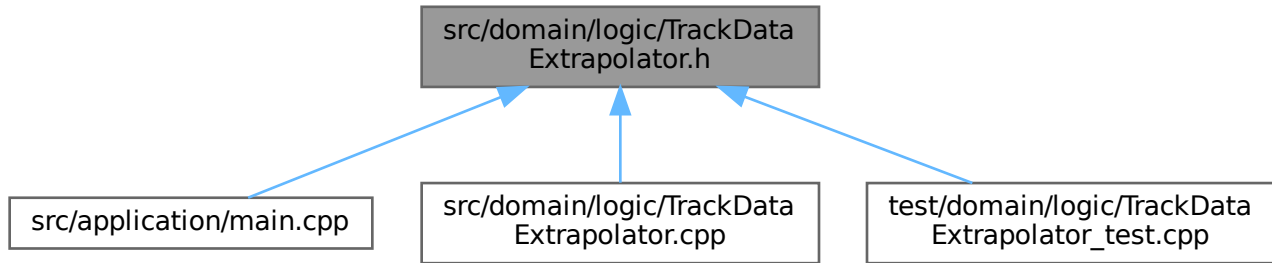 src/domain/logic/TrackData
Extrapolator.h
src/application/main.cpp
src/domain/logic/TrackData
Extrapolator.cpp
test/domain/logic/TrackData
Extrapolator_test.cpp